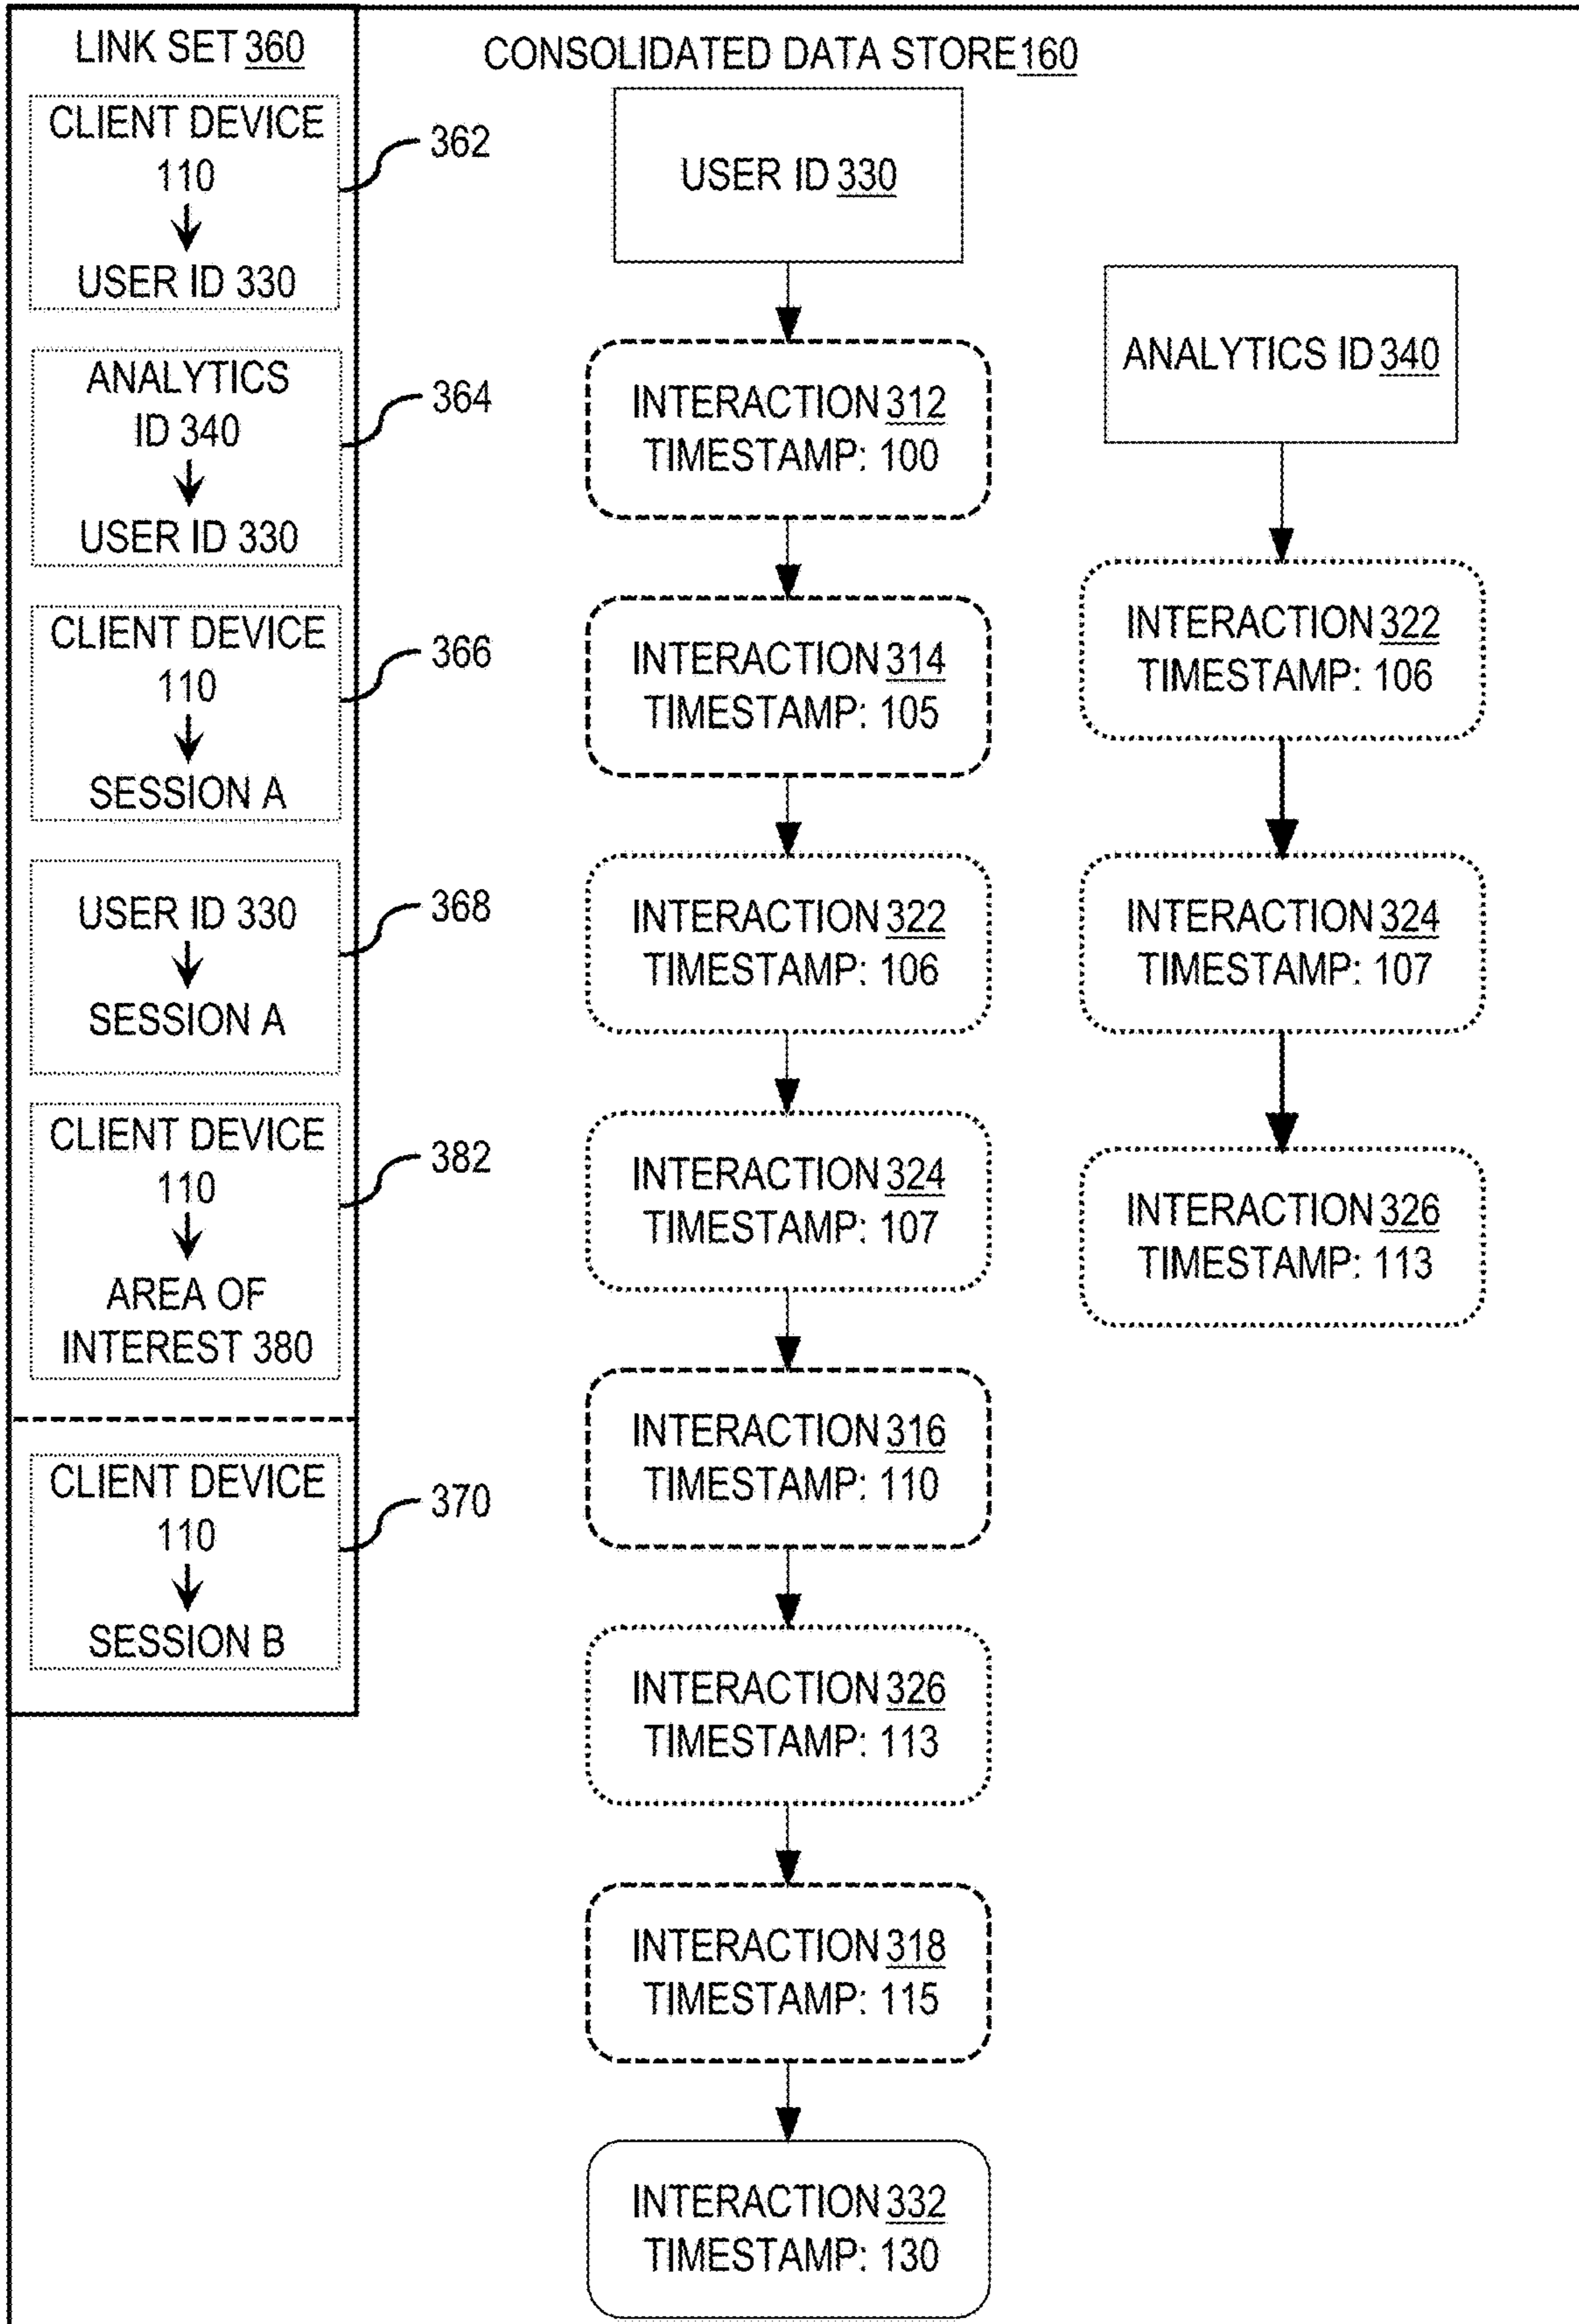 LINK SET 360
CLIENT DEVICE
110
USER ID 330
362
ANALYTICS
ID 340
USER ID 330
364
CLIENT DEVICE
110
SESSION A
366
USER ID 330
SESSION A
368
CLIENT DEVICE
110
AREA OF
INTEREST 380
382
CLIENT DEVICE
110
SESSION B
370
CONSOLIDATED DATA STORE 160
USER ID 330
INTERACTION 312
TIMESTAMP: 100
INTERACTION 314
TIMESTAMP: 105
INTERACTION 322
TIMESTAMP: 106
INTERACTION 324
TIMESTAMP: 107
INTERACTION 316
TIMESTAMP: 110
INTERACTION 326
TIMESTAMP: 113
INTERACTION 318
TIMESTAMP: 115
INTERACTION 332
TIMESTAMP: 130
ANALYTICS ID 340
INTERACTION 322
TIMESTAMP: 106
INTERACTION 324
TIMESTAMP: 107
INTERACTION 326
TIMESTAMP: 113